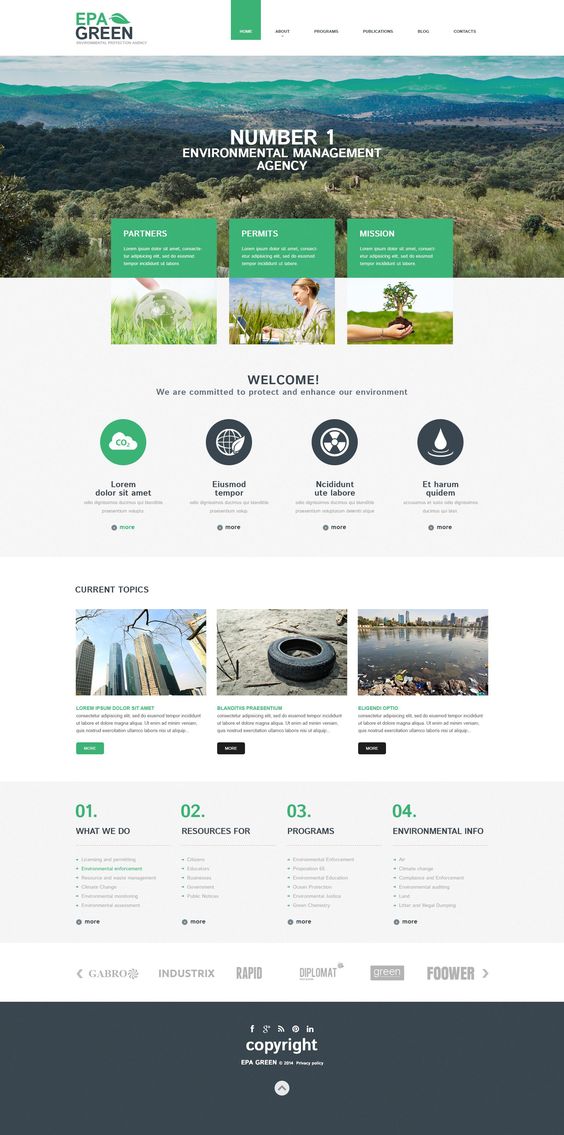 EPA
GREEN
ENVIRONMENTAL PROTECTION AGENCY
HOME
ABOUT
PROGRAMS
PUBLICATIONS
BLOG
CONTACTS
NUMBER 1
ENVIRONMENTAL MANAGEMENT
AGENCY
PARTNERS
Lorem ipsum dolor sit amet, consecte-
tur adipisicing elit, sed do eiusmod
tempor incididunt ut labore.
PERMITS
Lorem ipsum dolor sit amet, consect-
etur adipisicing elit, sed do eiusmod
tempor incididunt ut labore.
MISSION
Lorem ipsum dolor sit amet, consect-
etur adipisicing elit, sed do eiusmod
tempor incididunt ut labore.
WELCOME!
We are committed to protect and enhance our environment
CO2
Lorem
dolor sit amet
odio dignissimos ducimus qui blanditiis
praesentium volupta.
more
Eiusmod
tempor
odio dignissimos ducimus qui blanditiis
praesentium volup.
more
Ncididunt
ute labore
odio dignissimos ducimus qui blanditiis
praesentium voluptatum deleniti atque
more
Et harum
quidem
accusamus et iusto odio dignissimos
ducimus qui blan.
more
CURRENT TOPICS
LOREM IPSUM DOLOR SIT AMET
consectetur adipisicing elit, sed do eiusmod tempor incididunt
ut labore et dolore magna aliqua. Ut enim ad minim veniam,
quis nostrud exercitation ullamco laboris nisi ut aliquip...
MORE
BLANDITIIS PRAESENTIUM
consectetur adipisicing elit, sed do eiusmod tempor incididunt
ut labore et dolore magna aliqua. Ut enim ad minim veniam,
quis nostrud exercitation ullamco laboris nisi ut aliquip...
MORE
ELIGENDI OPTIO
consectetur adipisicing elit, sed do eiusmod tempor incididunt
ut labore et dolore magna aliqua. Ut enim ad minim veniam,
quis nostrud exercitation ullamco laboris nisi ut aliquip...
MORE
01.
WHAT WE DO
Licensing and permitting
Environmental enforcement
Resource and waste management
Climate Change
Environmental monitoring
Environmental assessment
more
02.
RESOURCES FOR
Citizens
Educators
Businesses
Government
Public Notices
more
03.
PROGRAMS
Environmental Enforcement
Proposition 65
Environmental Education
Ocean Protection
Environmental Justice
Green Chemistry
more
04.
ENVIRONMENTAL INFO
Air
Climate change
Compliance and Enforcement
Environmental auditing
Land
Litter and Illegal Dumping
more
GABRO
INDUSTRIX
RAPID
DIPLOMAT
green
FOOWER
copyright
EPA GREEN © 2014 Privacy policy